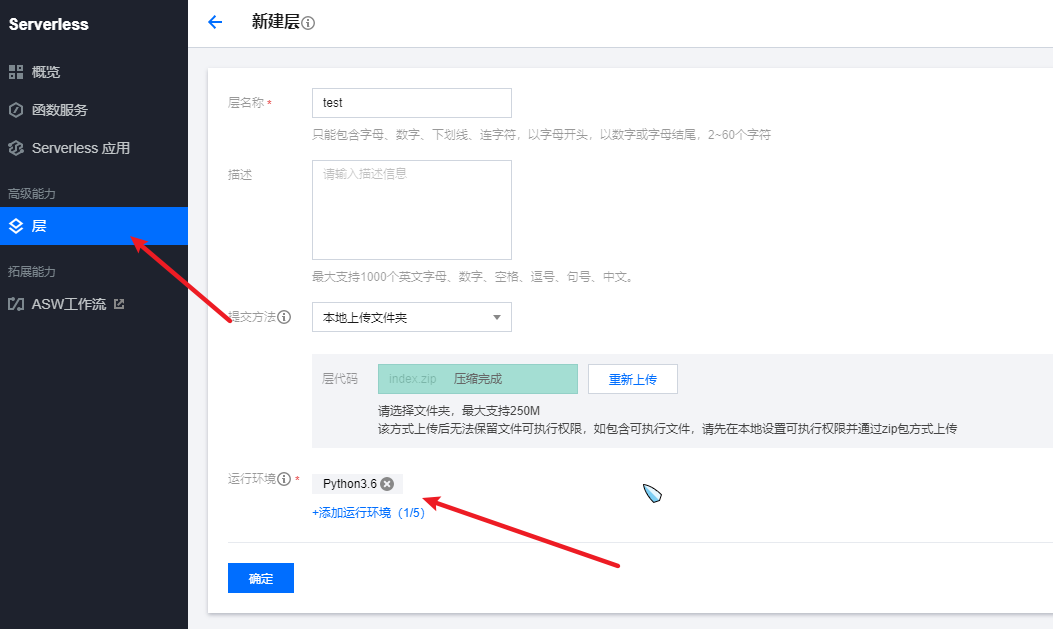 Serverless
概览
函数服务
Serverless 应用
高级能力
层
拓展能力
ASW工作流
新建层
层名称 *
test
只能包含字母、数字、下划线、连字符，以字母开头，以数字或字母结尾，2~60个字符
描述
请输入描述信息
最大支持1000个英文字母、数字、空格、逗号、句号、中文。
提交方法
本地上传文件夹
层代码
index.zip 压缩完成
重新上传
请选择文件夹，最大支持250M
该方式上传后无法保留文件可执行权限，如包含可执行文件，请先在本地设置可执行权限并通过zip包方式上传
运行环境 *
Python3.6
+添加运行环境（1/5）
确定